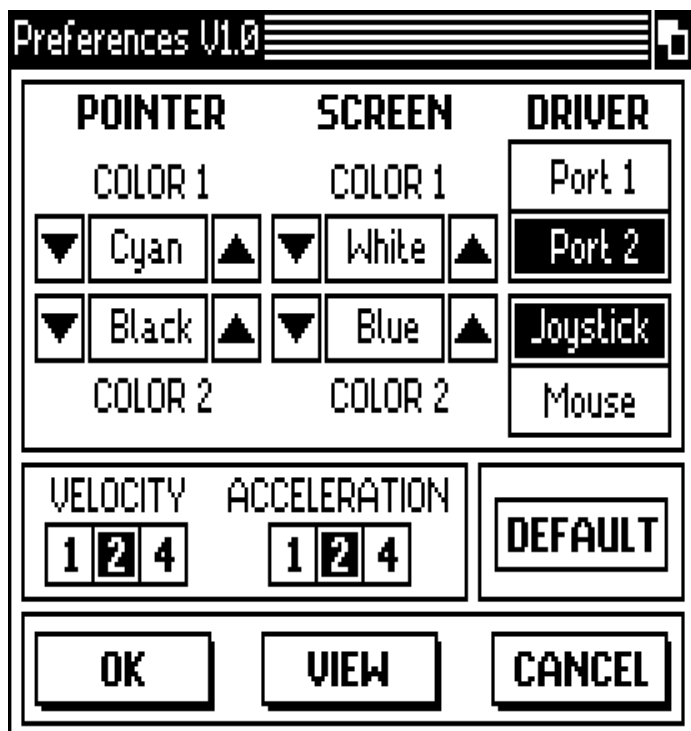 Preferences V1.0
POINTER SCREEN DRIVER
COLOR 1 COLOR 1 Port 1
Cyan White Port 2
Black Blue Joystick
COLOR 2 COLOR 2 Mouse
VELOCITY ACCELERATION
1 2 4 1 2 4 DEFAULT
OK VIEW CANCEL